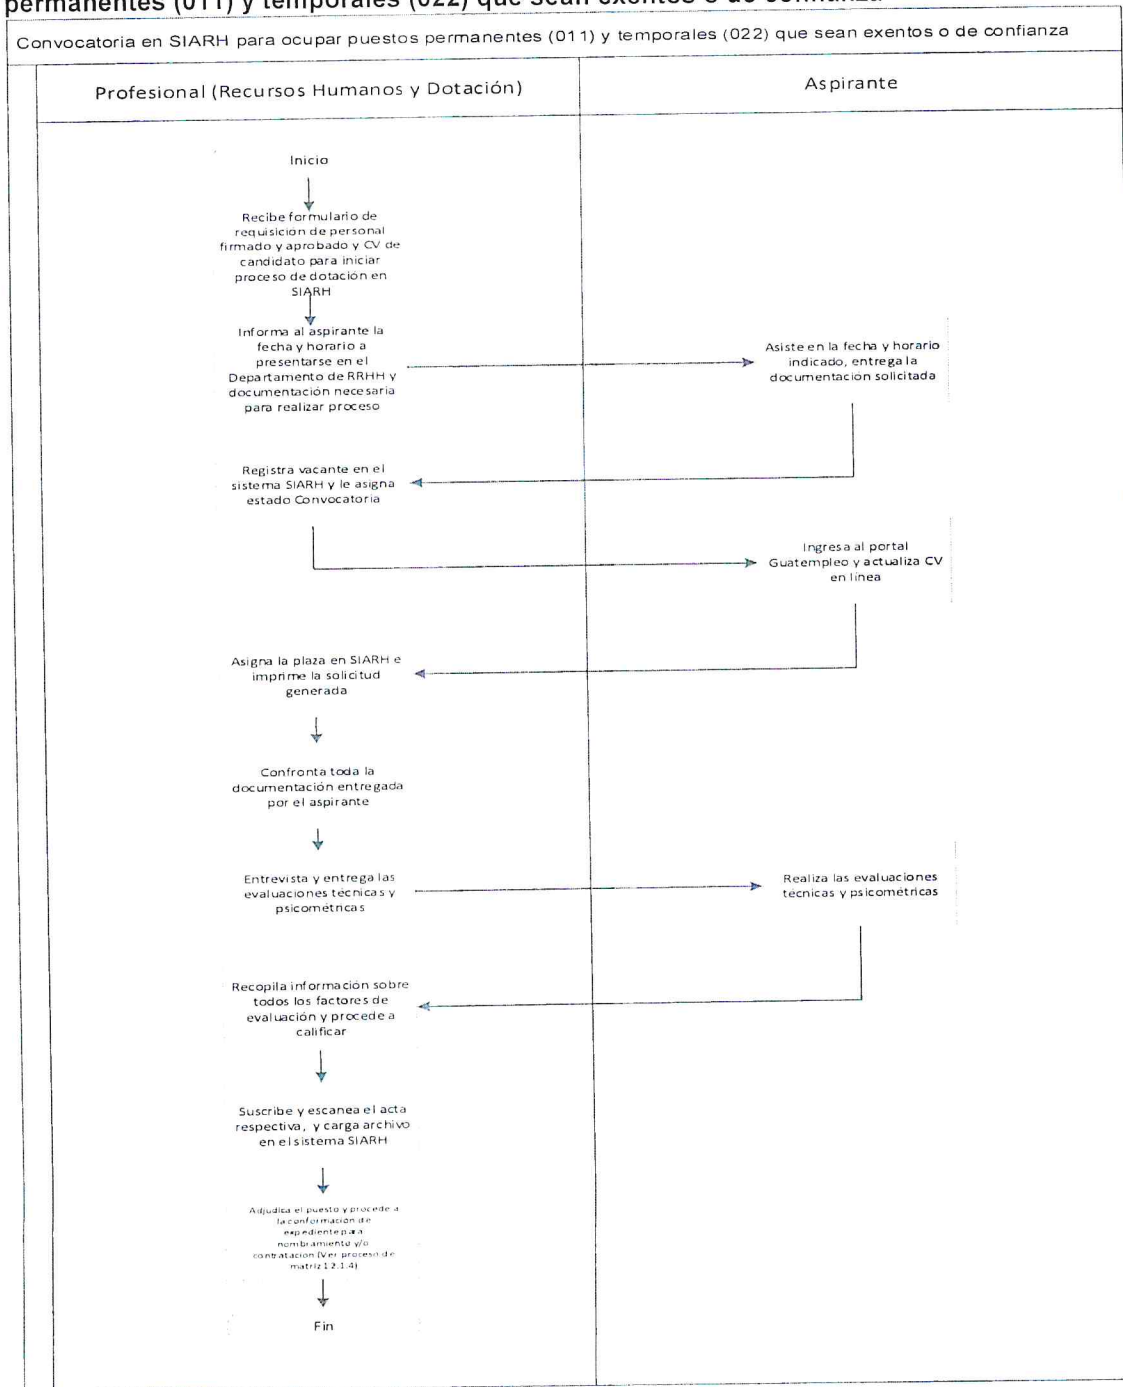 permanentes (011) y temporales (022) que sean exentos o de confianza
Convocatoria en SIARH para ocupar puestos permanentes (011) y temporales (022) que sean exentos o de confianza
Profesional (Recursos Humanos y Dotación)
Aspirante
Inicio
Recibe formulario de
requisición de personal
firmado y aprobado y CV de
candidato para iniciar
proceso de dotación en
SIARH
Informa al aspirante la
fecha y horario a
presentarse en el
Departamento de RRHH y
documentación necesaria
para realizar proceso
Asiste en la fecha y horario
indicado, entrega la
documentación solicitada
Registra vacante en el
sistema SIARH y le asigna
estado Convocatoria
Ingresa al portal
Guatempleo y actualiza CV
en línea
Asigna la plaza en SIARH e
imprime la solicitud
generada
Confronta toda la
documentación entregada
por el aspirante
Entrevista y entrega las
evaluaciones técnicas y
psicométricas
Realiza las evaluaciones
técnicas y psicométricas
Recopila información sobre
todos los factores de
evaluación y procede a
calificar
Suscribe y escanea el acta
respectiva, y carga archivo
en el sistema SIARH
Adjudica el puesto y procede a
la conformación de
expediente para
nombramiento y/o
contratación (Ver proceso de
matriz 1.2.1.4)
Fin